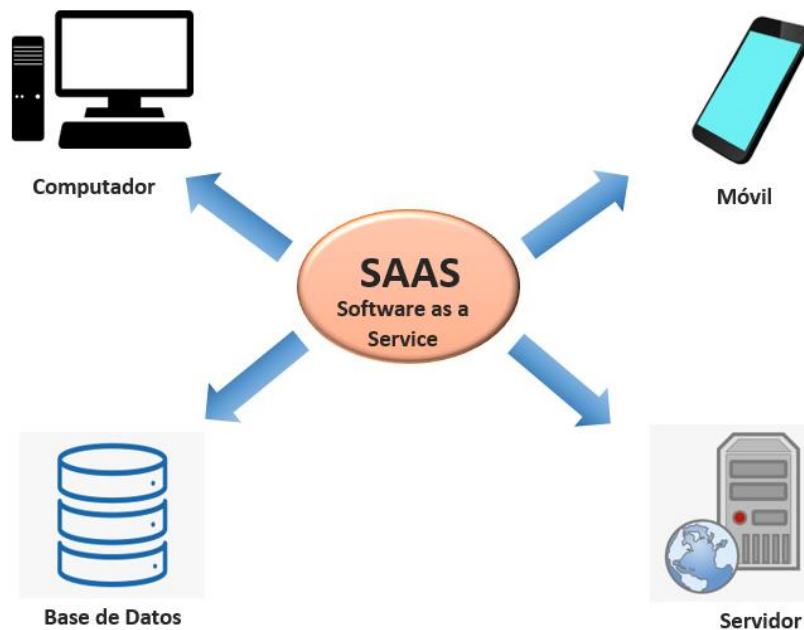 Computador
Móvil
SAAS
Software as a
Service
Base de Datos
Servidor